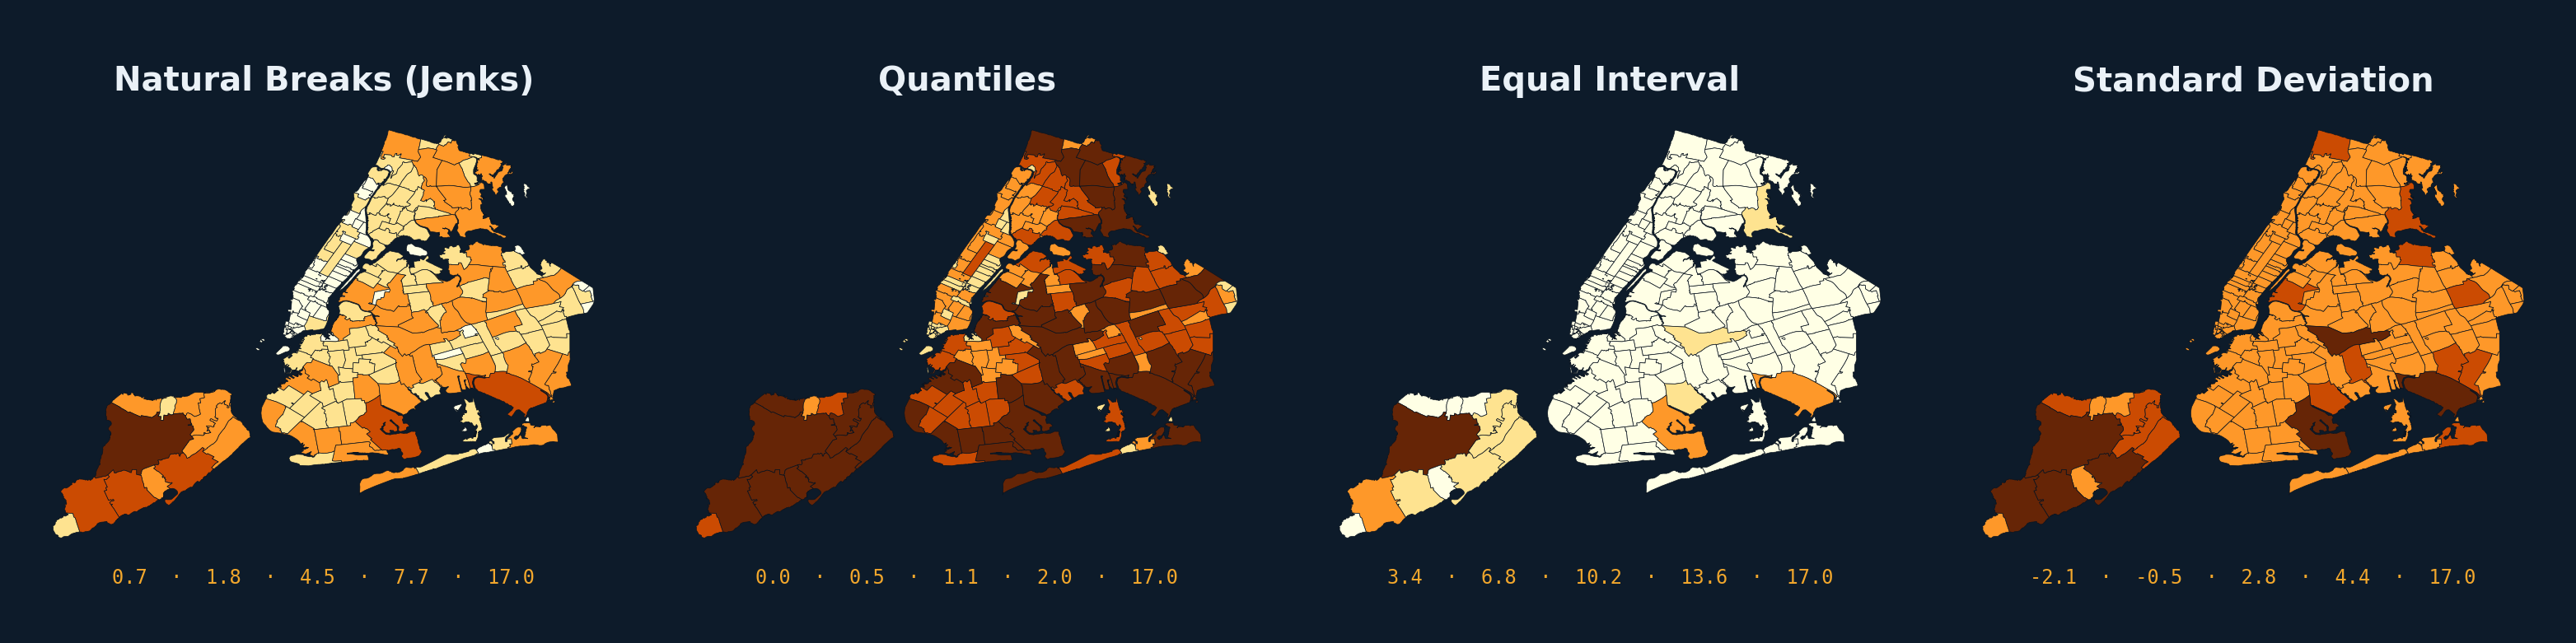 Natural Breaks (Jenks)
Quantiles
Equal Interval
Standard Deviation
0.7 · 1.8 · 4.5 · 7.7 · 17.0
0.0 · 0.5 · 1.1 · 2.0 · 17.0
3.4 · 6.8 · 10.2 · 13.6 · 17.0
-2.1 · -0.5 · 2.8 · 4.4 · 17.0